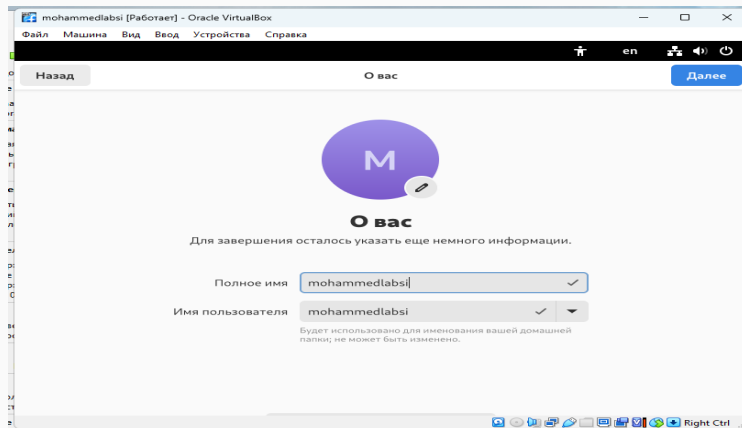 mohammedlabsi [Работает] - Oracle VirtualBox
Файл Машина Вид Ввод Устройства Справка
en
Назад О вас Далее
M
О вас
Для завершения осталось указать еще немного информации.
Полное имя mohammedlabsi
Имя пользователя mohammedlabsi
Будет использовано для именования вашей домашней
папки; не может быть изменено.
Right Ctrl